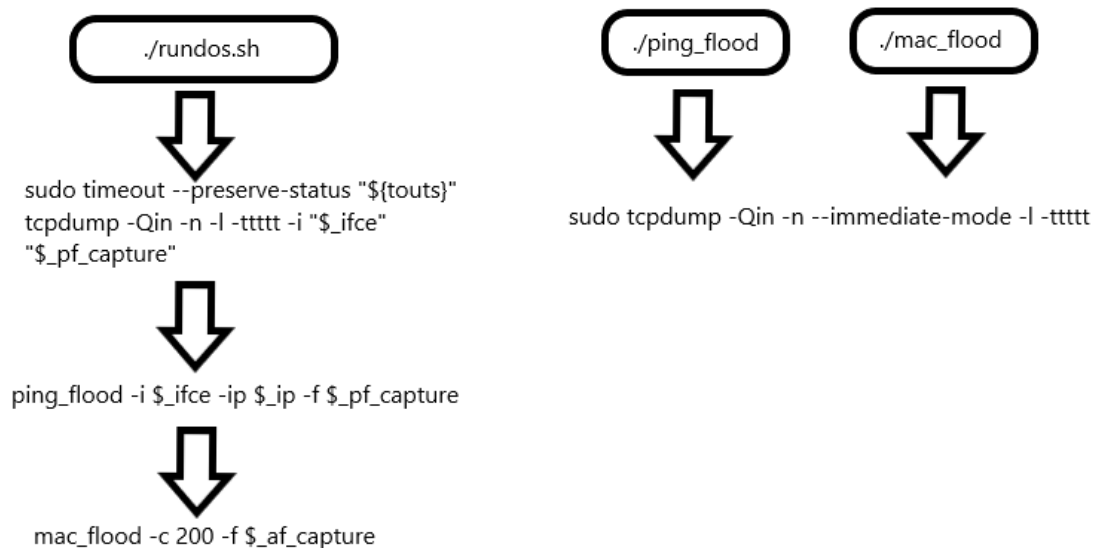 ./rundos.sh
sudo timeout --preserve-status "${touts}"
tcpdump -Qin -n -l -ttttt -i "$_ifce"
"$_pf_capture"
ping_flood -i $_ifce -ip $_ip -f $_pf_capture
mac_flood -c 200 -f $_af_capture
./ping_flood
./mac_flood
sudo tcpdump -Qin -n --immediate-mode -l -ttttt